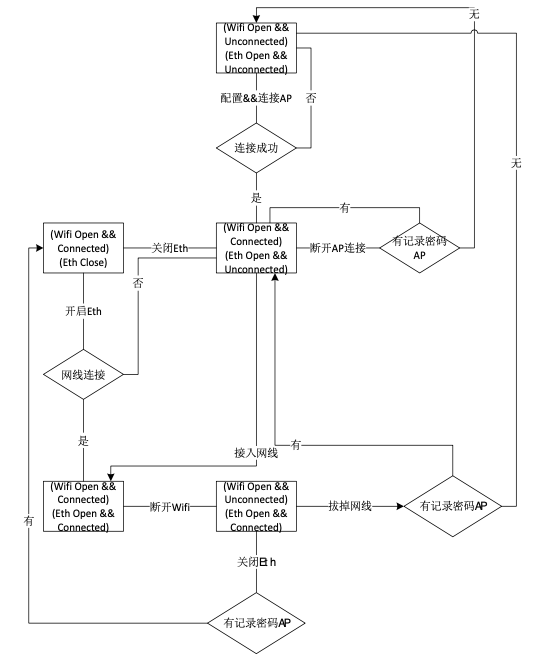 无
(Wifi Open &&
Unconnected)
(Eth Open &&
Unconnected)
配置&&连接AP
否
连接成功
无
是
有
(Wifi Open &&
Connected)
(Eth Close)
关闭Eth
(Wifi Open &&
Connected)
(Eth Open &&
Unconnected)
断开AP连接
有记录密码
AP
否
开启Eth
网线连接
是
接入网线
有
(Wifi Open &&
Connected)
(Eth Open &&
Connected)
断开Wifi
(Wifi Open &&
Unconnected)
(Eth Open &&
Connected)
拔掉网线
有记录密码AP
有
关闭Eth
有记录密码AP